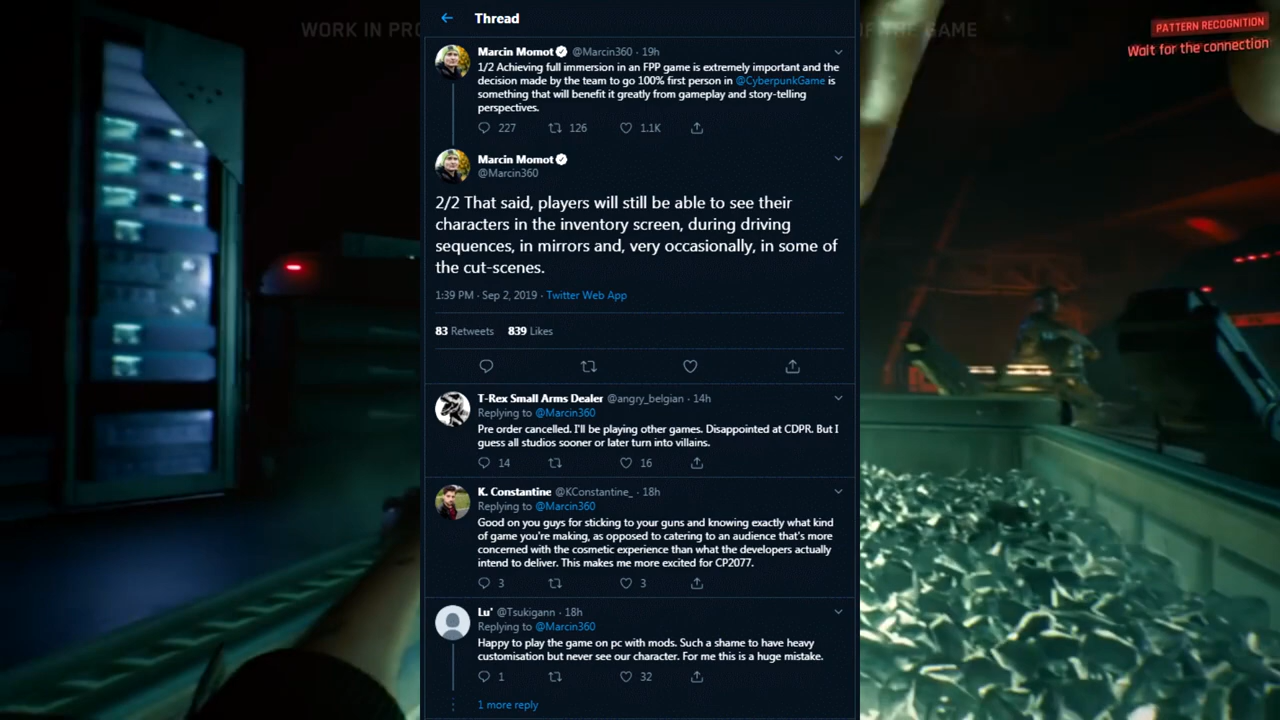 WORK IN PRO
F THE GAME
PATTERN RECOGNITION
Wait for the connection
Thread
Marcin Momot @Marcin360 · 19h
1/2 Achieving full immersion in an FPP game is extremely important and the
decision made by the team to go 100% first person in @CyberpunkGame is
something that will benefit it greatly from gameplay and story-telling
perspectives.
227 126 1.1K
Marcin Momot
@Marcin360
2/2 That said, players will still be able to see their
characters in the inventory screen, during driving
sequences, in mirrors and, very occasionally, in some of
the cut-scenes.
1:39 PM · Sep 2, 2019 · Twitter Web App
83 Retweets 839 Likes
T-Rex Small Arms Dealer @angry_belgian · 14h
Replying to @Marcin360
Pre order cancelled. I'll be playing other games. Disappointed at CDPR. But I
guess all studios sooner or later turn into villains.
14 16
K. Constantine @KConstantine_ · 18h
Replying to @Marcin360
Good on you guys for sticking to your guns and knowing exactly what kind
of game you're making, as opposed to catering to an audience that's more
concerned with the cosmetic experience than what the developers actually
intend to deliver. This makes me more excited for CP2077.
3 3
Lu' @Tsukigann · 18h
Replying to @Marcin360
Happy to play the game on pc with mods. Such a shame to have heavy
customisation but never see our character. For me this is a huge mistake.
1 32
1 more reply